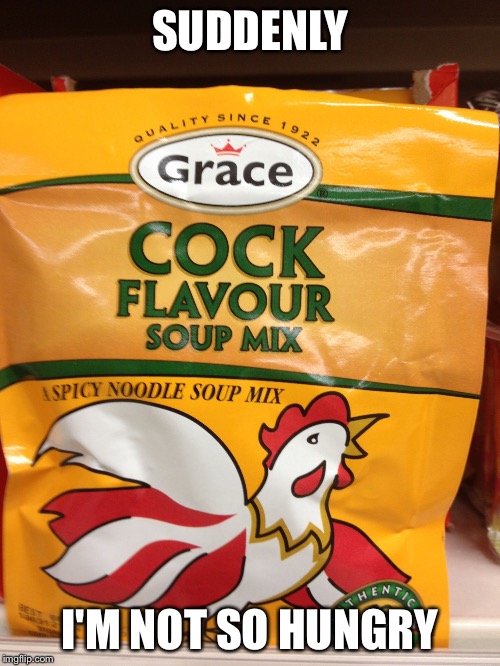 SUDDENLY
QUALITY SINCE 1922
Grace
COCK
FLAVOUR
SOUP MIX
A SPICY NOODLE SOUP MIX
I'M NOT SO HUNGRY
imgflip.com